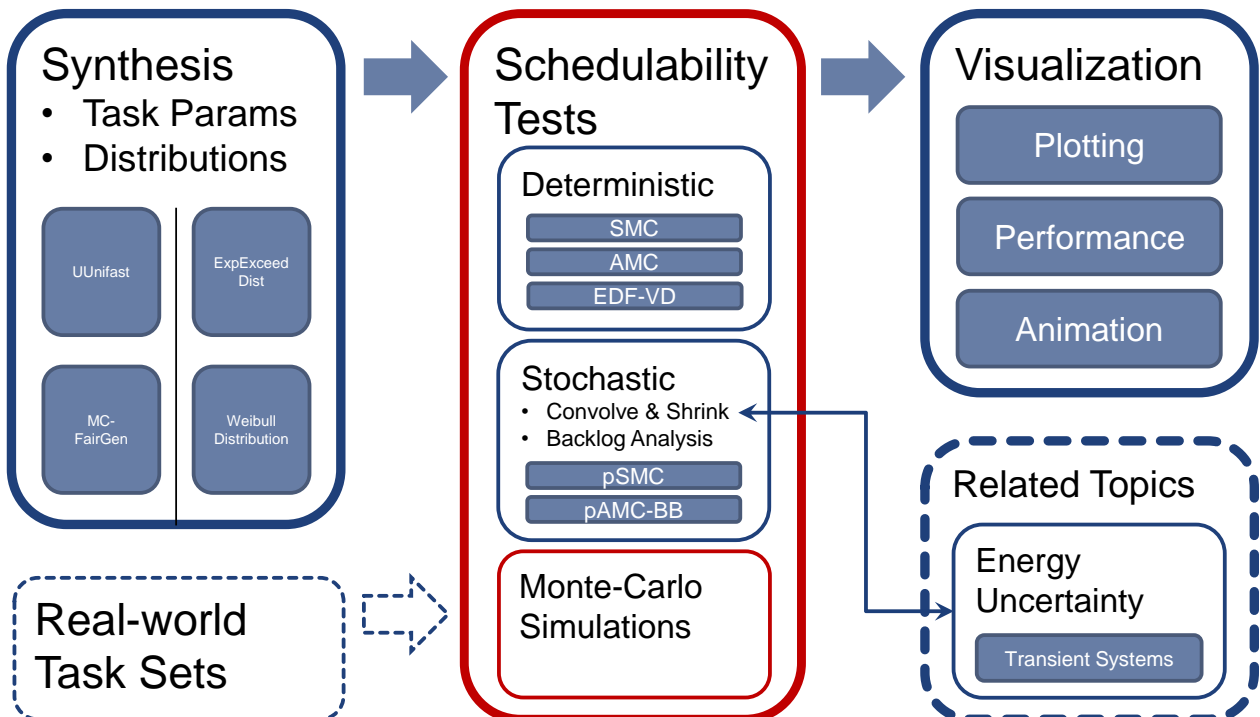 Synthesis
• Task Params
• Distributions
UUnifast
ExpExceed
Dist
MC-
FairGen
Weibull
Distribution
Real-world
Task Sets
Schedulability
Tests
Deterministic
SMC
AMC
EDF-VD
Stochastic
• Convolve & Shrink
• Backlog Analysis
pSMC
pAMC-BB
Monte-Carlo
Simulations
Visualization
Plotting
Performance
Animation
Related Topics
Energy
Uncertainty
Transient Systems